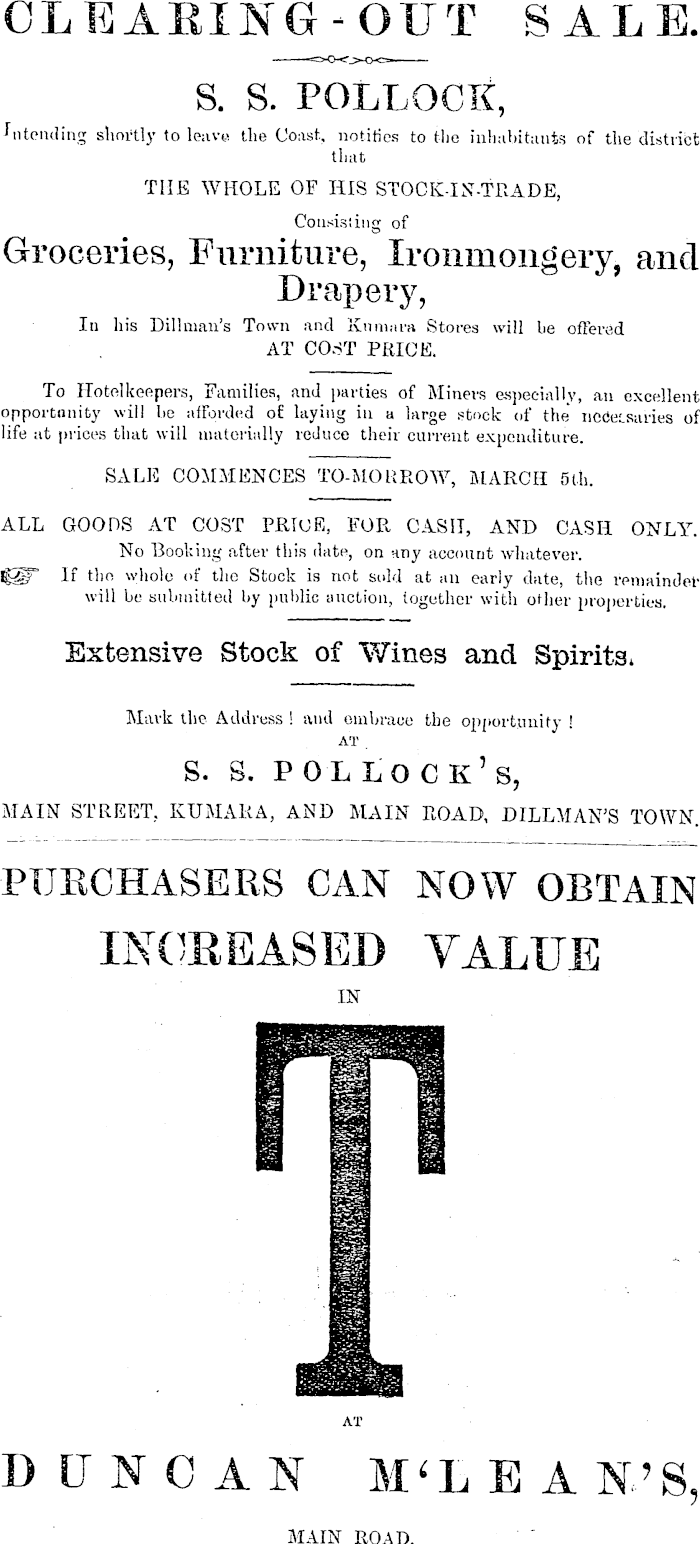 CLEARING-OUT SALE.
S. S. POLLOCK,
Intending shortly to leave the Coast, notifies to the inhabitants of the district
that
THE WHOLE OF HIS STOCK-IN-TRADE,
Consisting of
Groceries, Furniture, Ironmongery, and
Drapery,
In his Dillman's Town and Kumara Stores will be offered
AT COST PRICE.
To Hotelkeepers, Families, and parties of Miners especially, an excellent
opportunity will be afforded of laying in a large stock of the necessaries of
life at prices that will materially reduce their current expenditure.
SALE COMMENCES TO-MORROW, MARCH 5th.
ALL GOODS AT COST PRICE, FOR CASH, AND CASH ONLY.
No Booking after this date, on any account whatever.
☞ If the whole of the Stock is not sold at an early date, the remainder
will be submitted by public auction, together with other properties.
Extensive Stock of Wines and Spirits.
Mark the Address! and embrace the opportunity!
AT
S. S. POLLOCK'S,
MAIN STREET, KUMARA, AND MAIN ROAD, DILLMAN'S TOWN.
PURCHASERS CAN NOW OBTAIN
INCREASED VALUE
IN
T
AT
DUNCAN M‘LEAN'S,
MAIN ROAD.